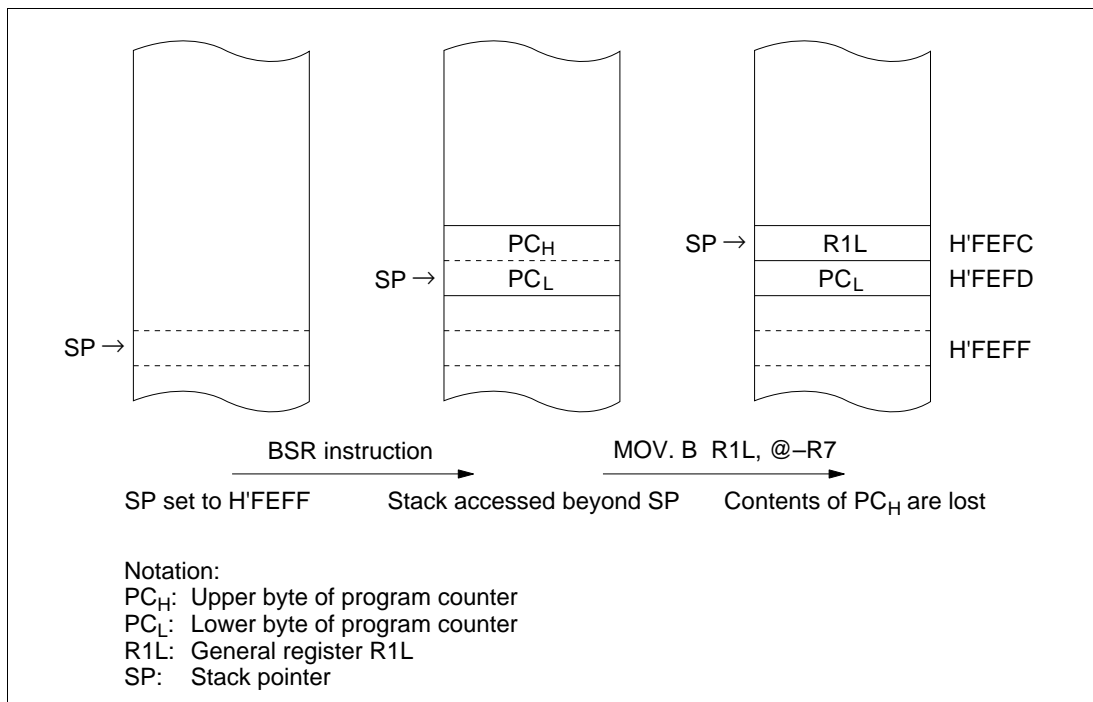 PCH
SP → R1L H'FEFC
SP → PCL PCL H'FEFD
SP → H'FEFF
BSR instruction MOV. B R1L, @–R7
SP set to H'FEFF Stack accessed beyond SP Contents of PCH are lost
Notation:
PCH: Upper byte of program counter
PCL: Lower byte of program counter
R1L: General register R1L
SP: Stack pointer